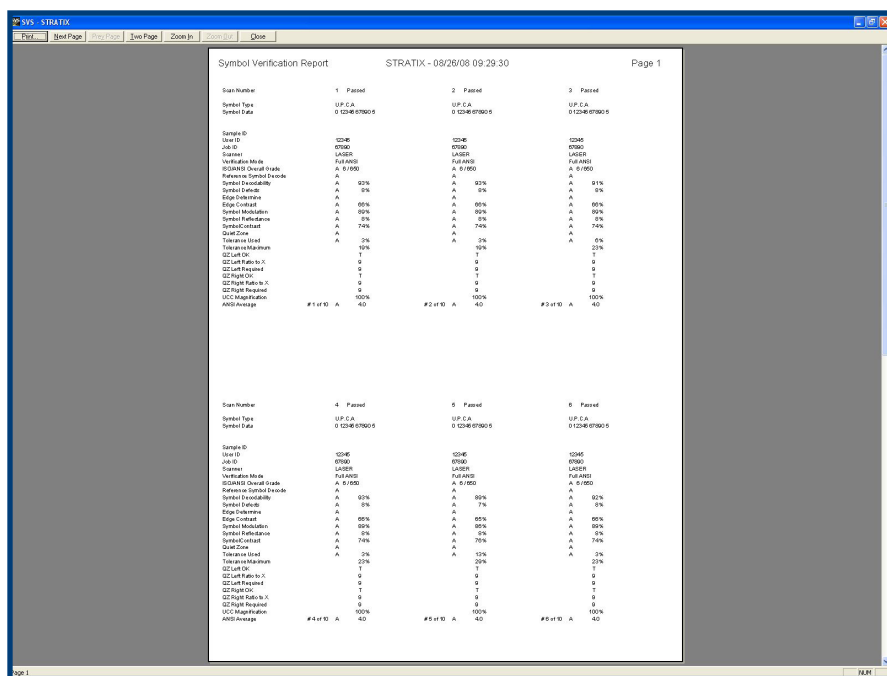 SVS - STRATIX
Print... Next Page Prev Page Two Page Zoom In Zoom Out Close
Symbol Verification Report STRATIX - 08/26/08 09:29:30 Page 1
Scan Number 1 Passed 2 Passed 3 Passed
Symbol Type U.P.C.A U.P.C.A U.P.C.A
Symbol Data 0 12345 67890 5 0 12345 67890 5 0 12345 67890 5
Sample ID
User ID 12345 12345 12345
Job ID 67890 67890 67890
Scanner LASER LASER LASER
Verification Mode Full ANSI Full ANSI Full ANSI
ISO/ANSI Overall Grade A 6/650 A 6/650 A 6/650
Reference Symbol Decode A A A
Symbol Decodability A 93% A 93% A 91%
Symbol Defects A 8% A 8% A 8%
Edge Determine A A A
Edge Contrast A 66% A 66% A 66%
Symbol Modulation A 89% A 89% A 89%
Symbol Reflectance A 8% A 8% A 8%
SymbolContrast A 74% A 74% A 74%
Quiet Zone A A A
Tolerance Used A 3% A 3% A 6%
Tolerance Maximum 19% 19% 23%
QZ Left OK T T T
QZ Left Ratio to X 9 9 9
QZ Left Required 9 9 9
QZ Right OK T T T
QZ Right Ratio to X 9 9 9
QZ Right Required 9 9 9
UCC Magnification 100% 100% 100%
ANSI Average # 1 of 10 A 4.0 # 2 of 10 A 4.0 # 3 of 10 A 4.0
Scan Number 4 Passed 5 Passed 6 Passed
Symbol Type U.P.C.A U.P.C.A U.P.C.A
Symbol Data 0 12345 67890 5 0 12345 67890 5 0 12345 67890 5
Sample ID
User ID 12345 12345 12345
Job ID 67890 67890 67890
Scanner LASER LASER LASER
Verification Mode Full ANSI Full ANSI Full ANSI
ISO/ANSI Overall Grade A 6/650 A 6/650 A 6/650
Reference Symbol Decode A A A
Symbol Decodability A 93% A 89% A 92%
Symbol Defects A 8% A 7% A 8%
Edge Determine A A A
Edge Contrast A 66% A 65% A 66%
Symbol Modulation A 89% A 86% A 89%
Symbol Reflectance A 8% A 8% A 8%
SymbolContrast A 74% A 76% A 74%
Quiet Zone A A A
Tolerance Used A 3% A 13% A 3%
Tolerance Maximum 23% 29% 23%
QZ Left OK T T T
QZ Left Ratio to X 9 9 9
QZ Left Required 9 9 9
QZ Right OK T T T
QZ Right Ratio to X 9 9 9
QZ Right Required 9 9 9
UCC Magnification 100% 100% 100%
ANSI Average # 4 of 10 A 4.0 # 5 of 10 A 4.0 # 6 of 10 A 4.0
Page 1 NUM